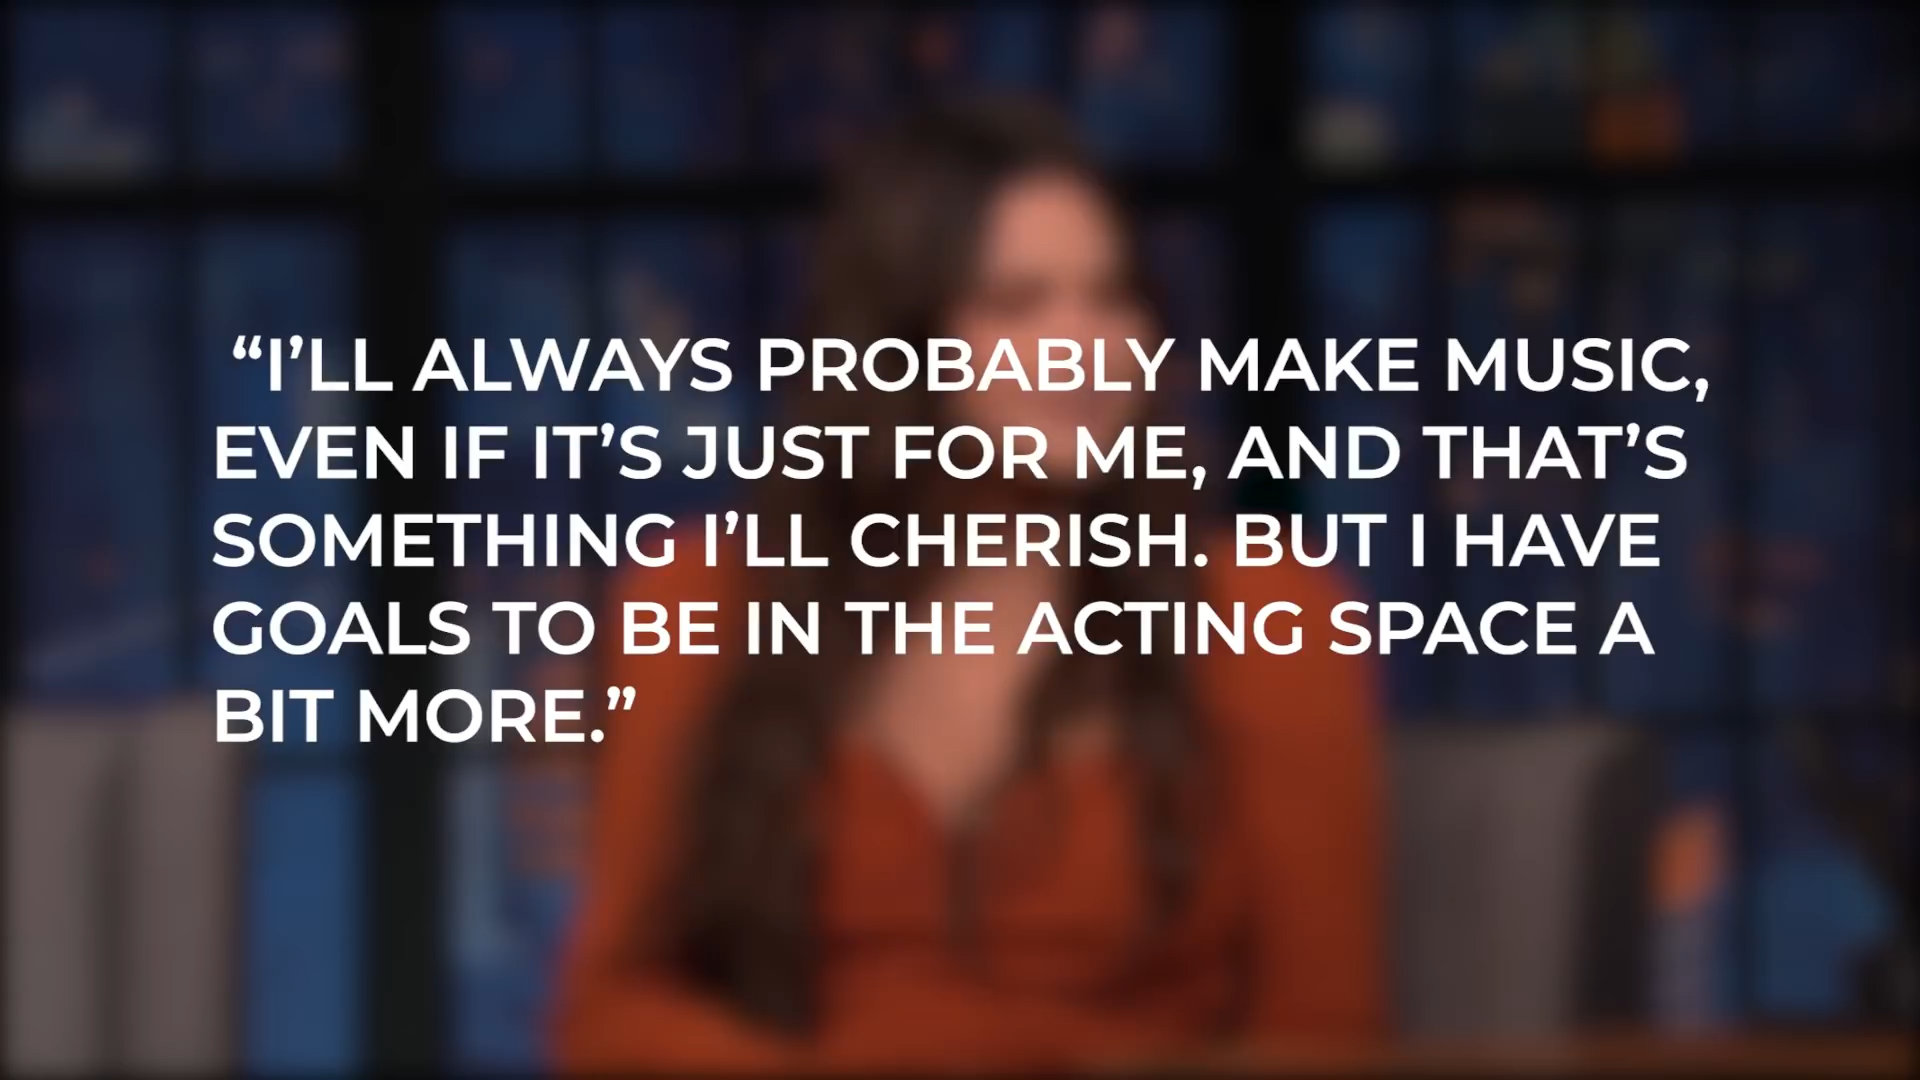 “I’LL ALWAYS PROBABLY MAKE MUSIC,
EVEN IF IT’S JUST FOR ME, AND THAT’S
SOMETHING I’LL CHERISH. BUT I HAVE
GOALS TO BE IN THE ACTING SPACE A
BIT MORE.”